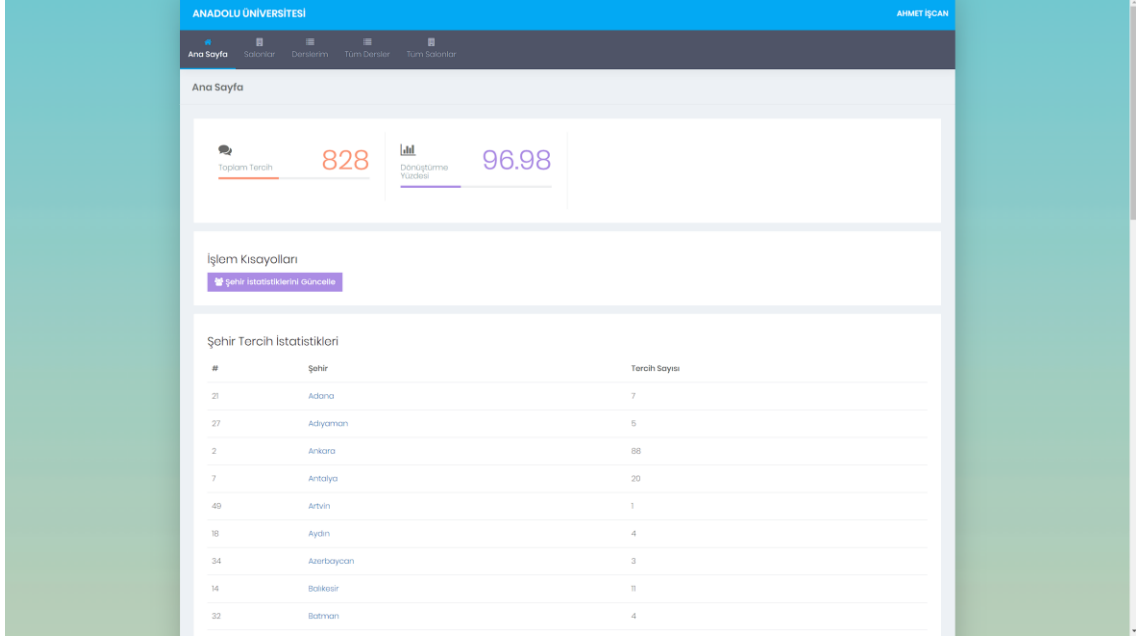 ANADOLU ÜNİVERSİTESİ
AHMET İŞCAN
Ana Sayfa Salonlar Derslerim Tüm Dersler Tüm Salonlar
Ana Sayfa
Toplam Tercih 828
Dönüştürme Yüzdesi 96.98
İşlem Kısayolları
Şehir İstatistiklerini Güncelle
Şehir Tercih İstatistikleri
# Şehir Tercih Sayısı
21 Adana 7
27 Adıyaman 5
2 Ankara 88
7 Antalya 20
49 Artvin 1
18 Aydın 4
34 Azerbaycan 3
14 Balıkesir 11
32 Batman 4